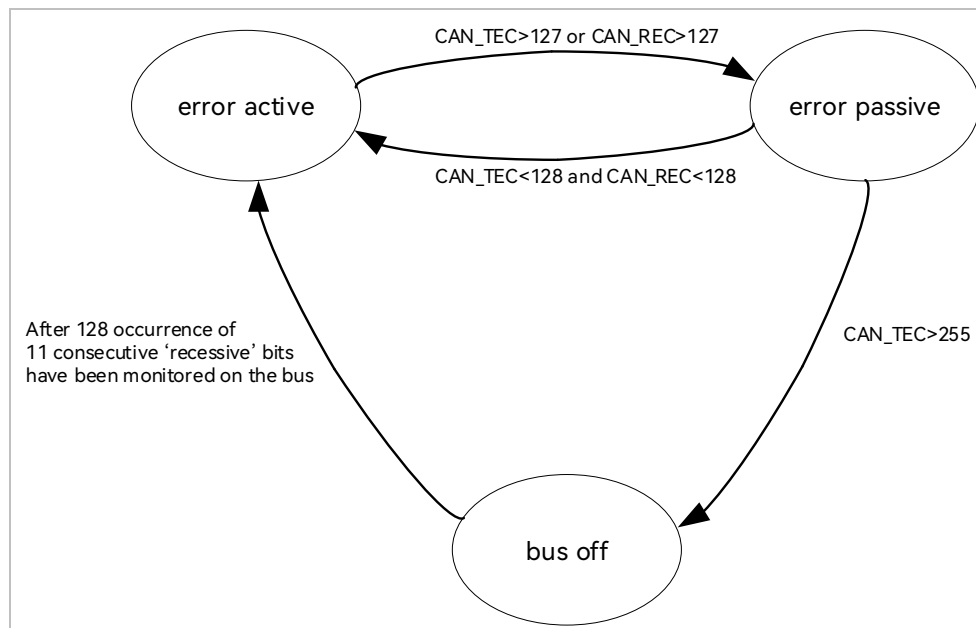 CAN_TEC>127 or CAN_REC>127
error active
error passive
CAN_TEC<128 and CAN_REC<128
After 128 occurrence of
11 consecutive ‘recessive’ bits
have been monitored on the bus
CAN_TEC>255
bus off